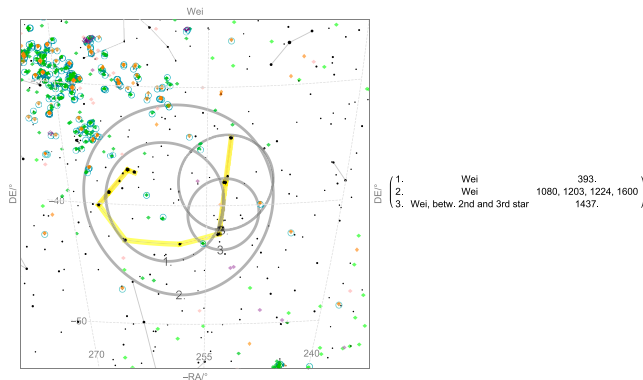 Wei
DE/°
-40
-50
1.
2.
3.
270
255
240
-RA/°
DE/°
1. Wei 393.
2. Wei 1080, 1203, 1224, 1600
3. Wei, betw. 2nd and 3rd star 1437.